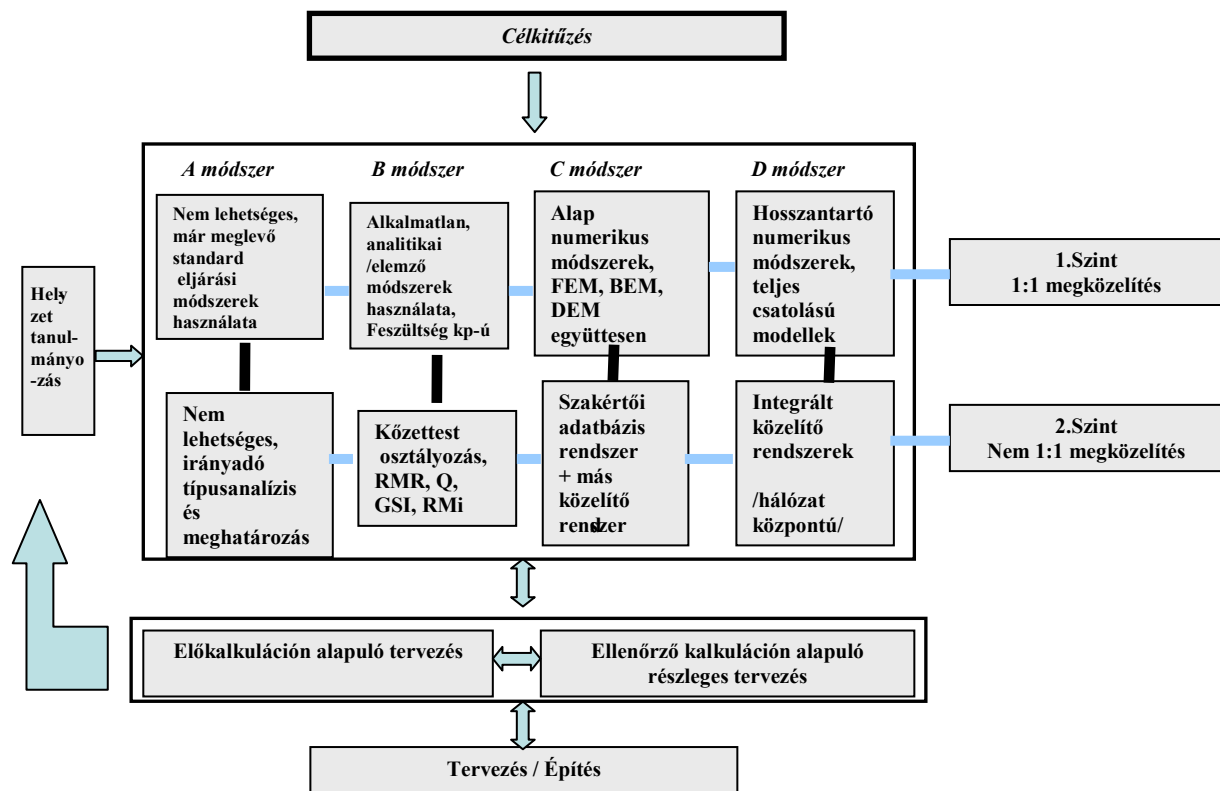 Célkitűzés
A módszer
B módszer
C módszer
D módszer
Nem lehetséges,
már meglevő
standard
eljárási
módszerek
használata
Alkalmatlan,
analitikai
/elemző
módszerek
használata,
Feszültség kp-ú
Alap
numerikus
módszerek,
FEM, BEM,
DEM
együttesen
Hosszantartó
numerikus
módszerek,
teljes
csatolású
modellek
1.Szint
1:1 megközelítés
Hely
zet
tanul-
mányo
-zás
Nem
lehetséges,
irányadó
típusanalízis
és
meghatározás
Kőzettest
osztályozás,
RMR, Q,
GSI, RMi
Szakértői
adatbázis
rendszer
+ más
közelítő
rendszer
Integrált
közelítő
rendszerek
/hálózat
központú/
2.Szint
Nem 1:1 megközelítés
Előkalkuláción alapuló tervezés
Ellenőrző kalkuláción alapuló
részleges tervezés
Tervezés / Építés